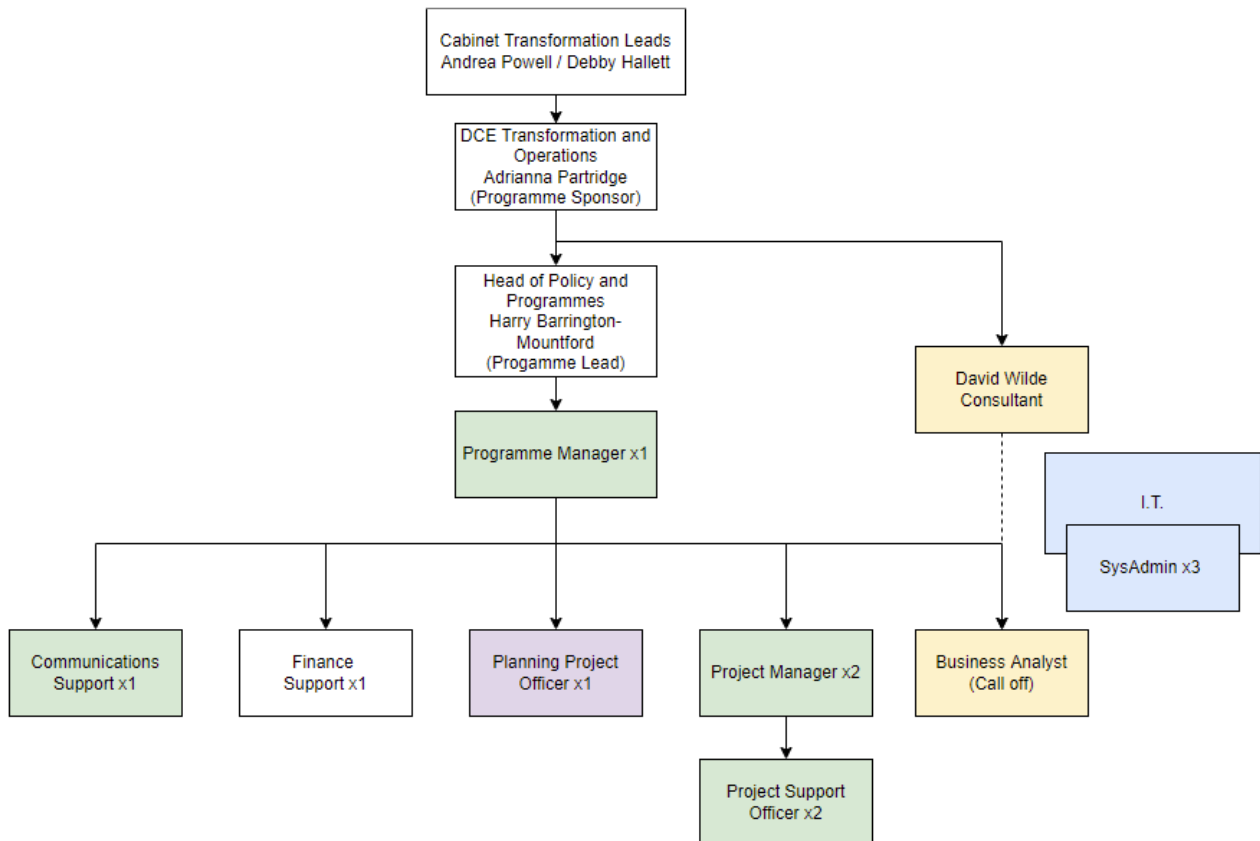 Cabinet Transformation Leads
Andrea Powell / Debby Hallett
DCE Transformation and
Operations
Adrianna Partridge
(Programme Sponsor)
Head of Policy and
Programmes
Harry Barrington-
Mountford
(Progamme Lead)
David Wilde
Consultant
Programme Manager x1
I.T.
SysAdmin x3
Communications
Support x1
Finance
Support x1
Planning Project
Officer x1
Project Manager x2
Business Analyst
(Call off)
Project Support
Officer x2